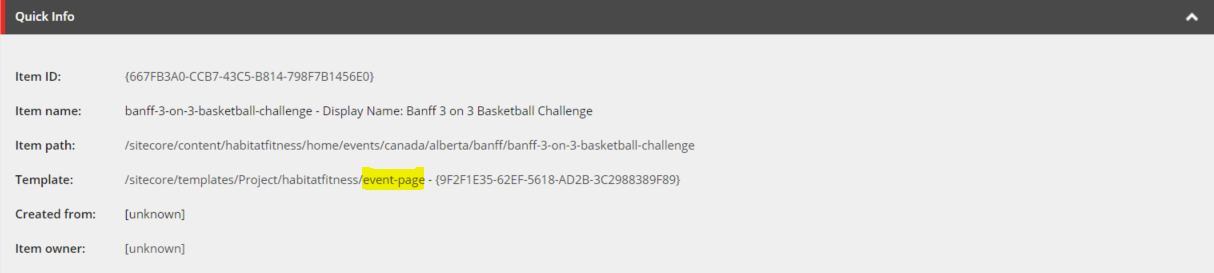 Quick Info
Item ID: {667FB3A0-CCB7-43C5-B814-798F7B1456E0}
Item name: banff-3-on-3-basketball-challenge - Display Name: Banff 3 on 3 Basketball Challenge
Item path: /sitecore/content/habitatfitness/home/events/canada/alberta/banff/banff-3-on-3-basketball-challenge
Template: /sitecore/templates/Project/habitatfitness/event-page - {9F2F1E35-62EF-5618-AD2B-3C2988389F89}
Created from: [unknown]
Item owner: [unknown]